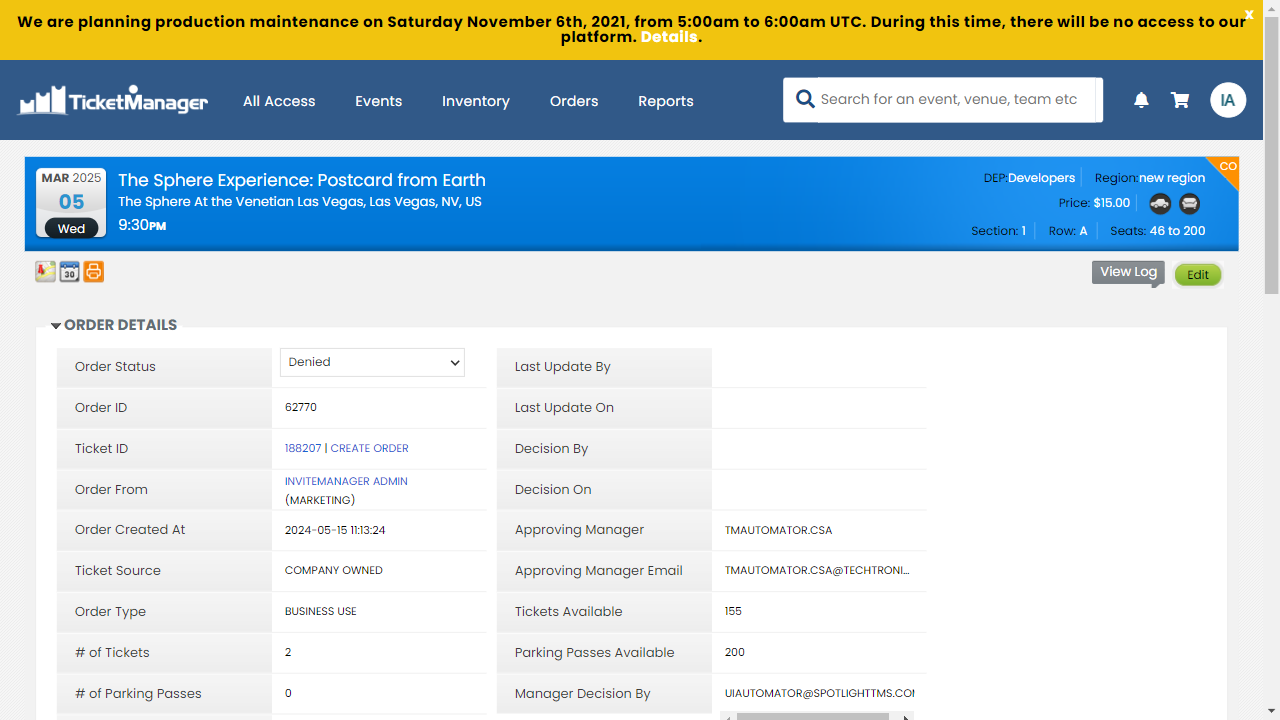 We are planning production maintenance on Saturday November 6th, 2021, from 5:00am to 6:00am UTC. During this time, there will be no access to our
platform. Details.
x
TicketManager
All Access
Events
Inventory
Orders
Reports
Search for an event, venue, team etc
IA
MAR 2025
05
Wed
The Sphere Experience: Postcard from Earth
The Sphere At the Venetian Las Vegas, Las Vegas, NV, US
9:30PM
DEP:Developers
Region:new region
CO
Price: $15.00
Section: 1
Row: A
Seats: 46 to 200
30
View Log
Edit
ORDER DETAILS
Order Status
Denied
Last Update By
Order ID
62770
Last Update On
Ticket ID
188207 | CREATE ORDER
Decision By
Order From
INVITEMANAGER ADMIN
(MARKETING)
Decision On
Order Created At
2024-05-15 11:13:24
Approving Manager
TMAUTOMATOR.CSA
Ticket Source
COMPANY OWNED
Approving Manager Email
TMAUTOMATOR.CSA@TECHTRONI...
Order Type
BUSINESS USE
Tickets Available
155
# of Tickets
2
Parking Passes Available
200
# of Parking Passes
0
Manager Decision By
UIAUTOMATOR@SPOTLIGHTTMS.CO